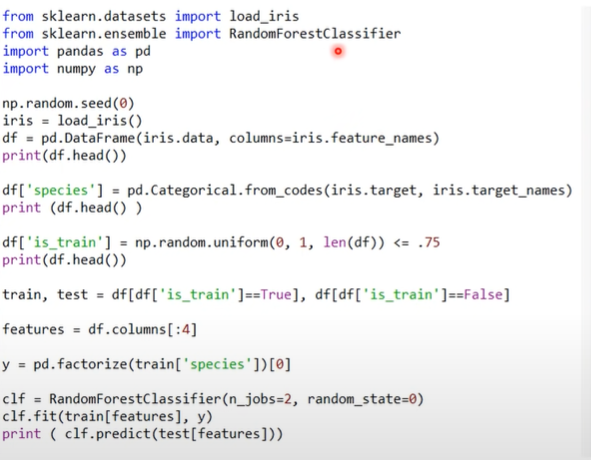 from sklearn.datasets import load_iris
from sklearn.ensemble import RandomForestClassifier
import pandas as pd
import numpy as np
np.random.seed(0)
iris = load_iris()
df = pd.DataFrame(iris.data, columns=iris.feature_names)
print(df.head())
df['species'] = pd.Categorical.from_codes(iris.target, iris.target_names)
print (df.head() )
df['is_train'] = np.random.uniform(0, 1, len(df)) <= .75
print(df.head())
train, test = df[df['is_train']==True], df[df['is_train']==False]
features = df.columns[:4]
y = pd.factorize(train['species'])[0]
clf = RandomForestClassifier(n_jobs=2, random_state=0)
clf.fit(train[features], y)
print ( clf.predict(test[features]))